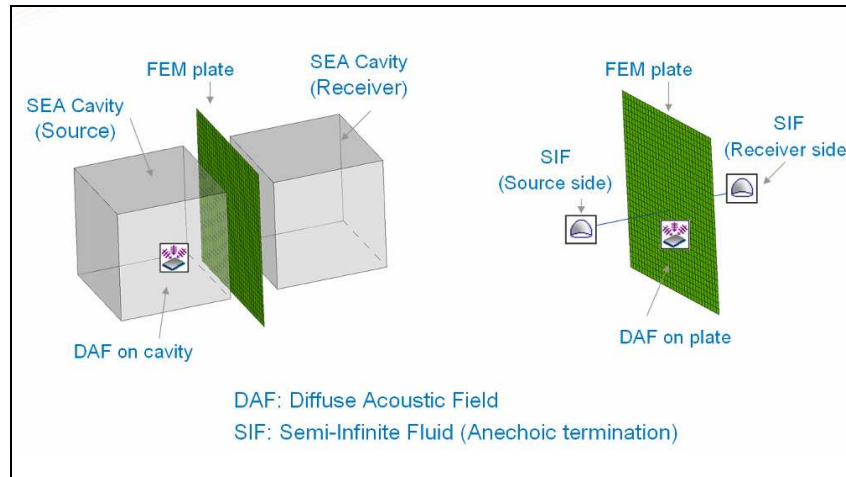 FEM plate
SEA Cavity
(Receiver)
SEA Cavity
(Source)
DAF on cavity
FEM plate
SIF
(Receiver side)
SIF
(Source side)
DAF on plate
DAF: Diffuse Acoustic Field
SIF: Semi-Infinite Fluid (Anechoic termination)